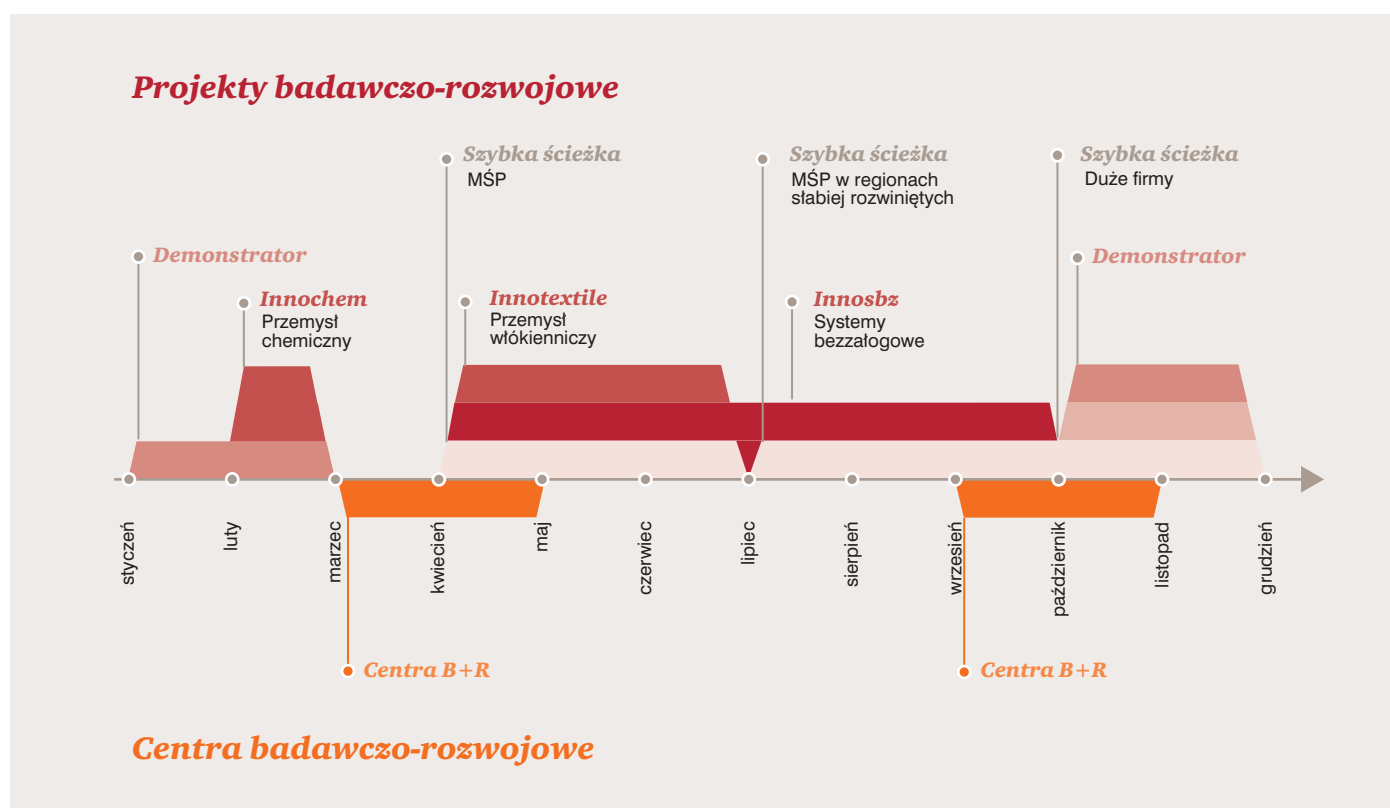 Projekty badawczo-rozwojowe
Szybka ścieżka
MŚP
Szybka ścieżka
MŚP w regionach
słabiej rozwiniętych
Szybka ścieżka
Duże firmy
Demonstrator
Innochem
Przemysł
chemiczny
Innotextile
Przemysł
włókienniczy
Innosbz
Systemy
bezzałogowe
Demonstrator
styczeń
luty
marzec
kwiecień
maj
czerwiec
lipiec
sierpień
wrzesień
październik
listopad
grudzień
Centra B+R
Centra B+R
Centra badawczo-rozwojowe